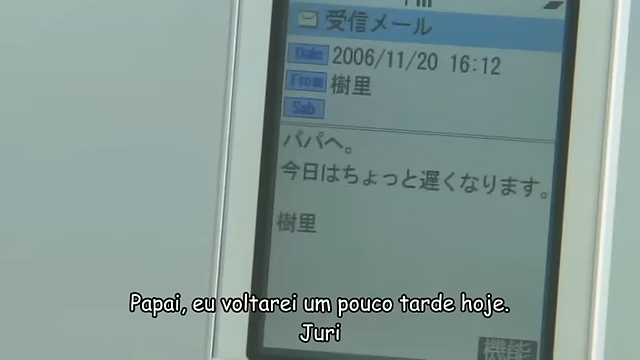 受信メール
Date 2006/11/20 16:12
From 樹里
Sub
パパへ。
今日はちょっと遅くなります。
樹里
機能
Papai, eu voltarei um pouco tarde hoje.
Juri